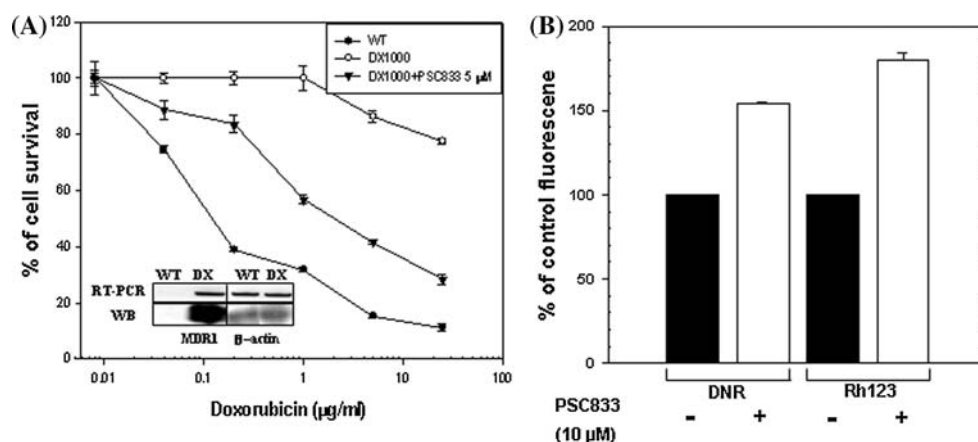 (A)
120
100
80
60
40
20
0
% of cell survival
WT
DX1000
DX1000+PSC833 5 µM
WT DX WT DX
RT-PCR
WB
MDR1 β-actin
0.01 0.1 1 10 100
Doxorubicin (µg/ml)
(B)
200
150
100
50
0
% of control fluorescene
DNR Rh123
PSC833 - + - +
(10 µM)